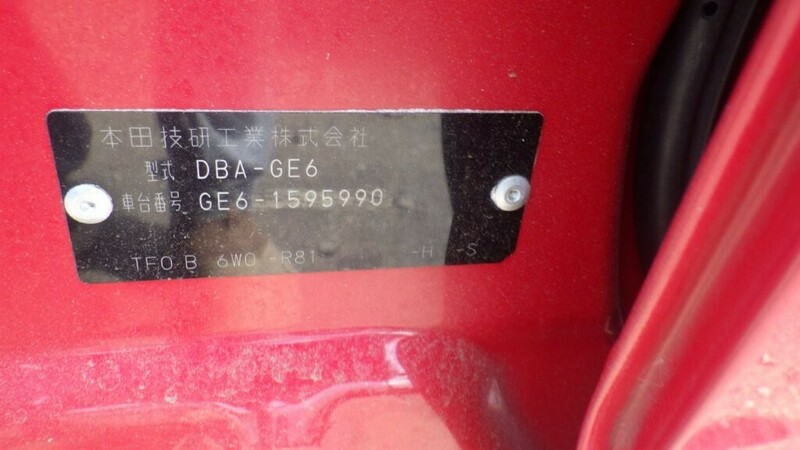 本田技研工業株式会社
型式 DBA-GE6
車台番号 GE6-1595990
TF0 B 6W0 -R81 -H -S